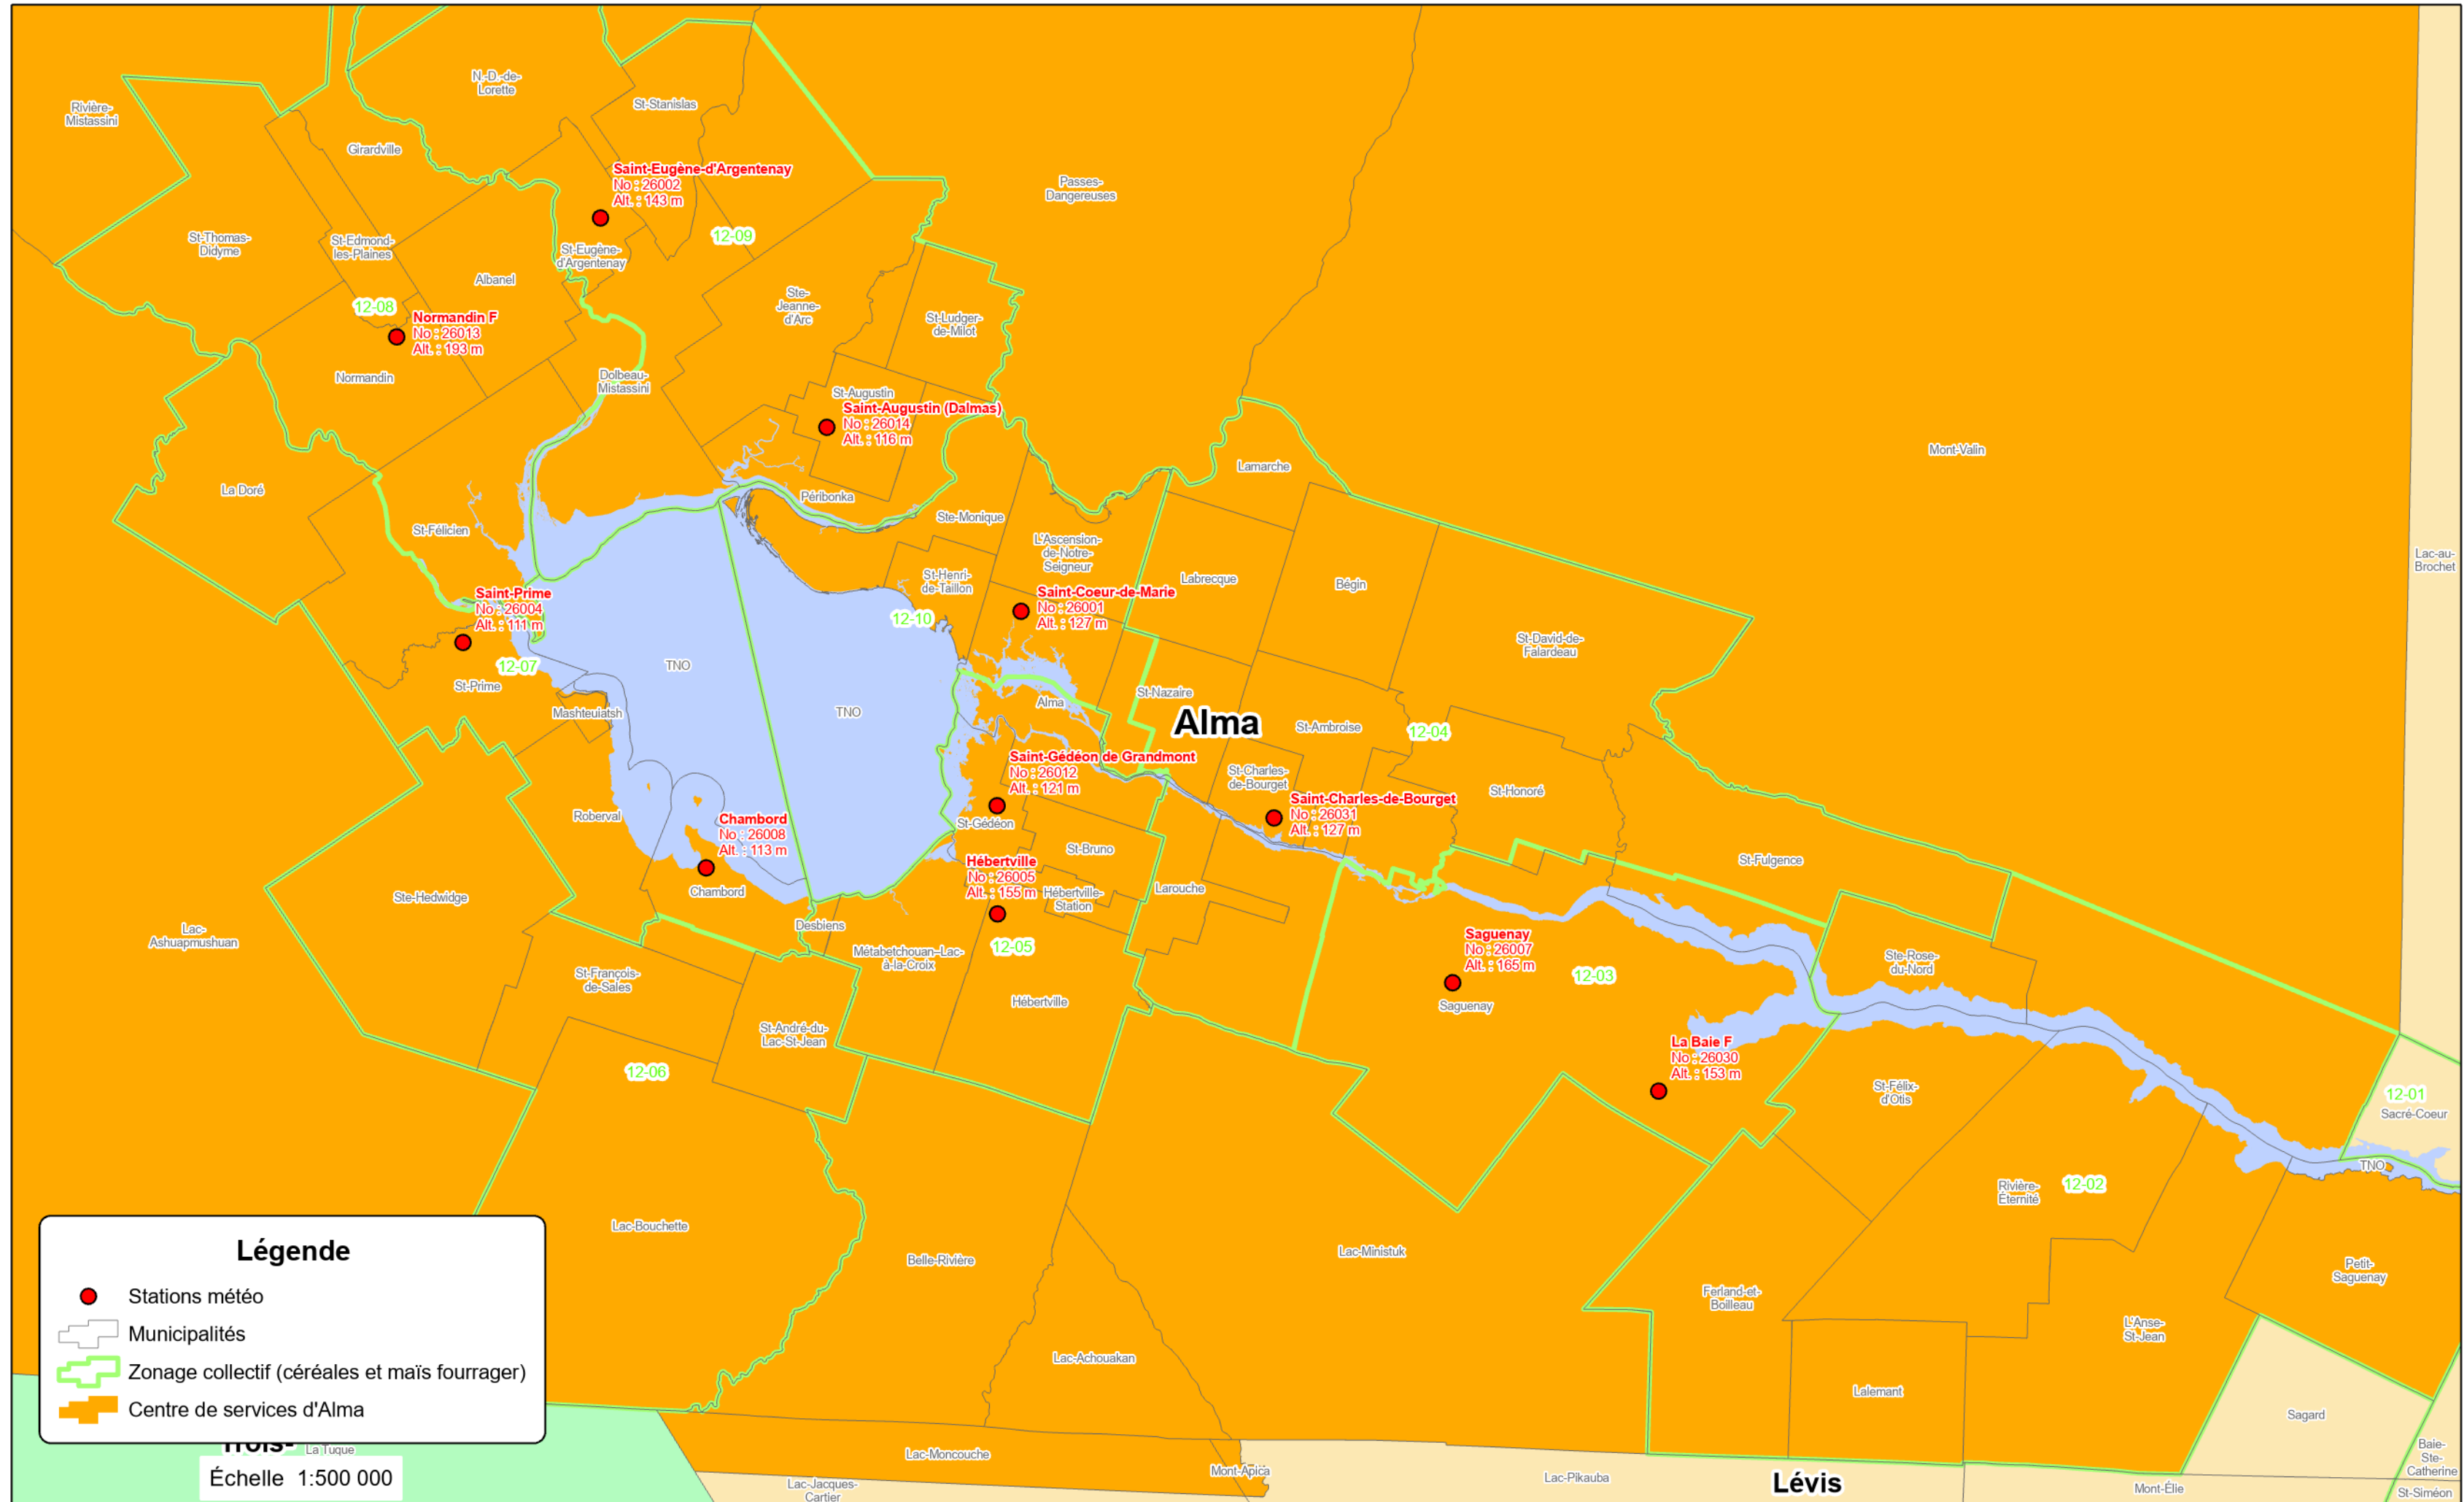 N.-D.-de-
Lorette
Rivière-
Mistassini
St-Stanislas
Girardville
Saint-Eugène-d'Argentenay
No : 26002
Alt. : 143 m
Passes-
Dangereuses
St-Thomas-
Didyme
St-Edmond-
les-Plaines
St-Eugène-
d'Argentenay
12-09
Albanel
12-08
Normandin F
No : 26013
Alt. : 193 m
Ste-
Jeanne-
d'Arc
St-Ludger-
de-Milot
Normandin
Dolbeau-
Mistassini
St-Augustin
Saint-Augustin (Dalmas)
No : 26014
Alt. : 116 m
Mont-Valin
Lamarche
La Doré
Péribonka
St-Félicien
Ste-Monique
L'Ascension-
de-Notre-
Seigneur
Lac-au-
Brochet
St-Henri-
de-Taillon
Labrecque
Bégin
Saint-Prime
No : 26004
Alt. : 111 m
Saint-Coeur-de-Marie
No : 26001
Alt. : 127 m
12-10
St-David-de-
Falardeau
12-07
TNO
St-Prime
Mashteuiatsh
TNO
Alma
St-Nazaire
Alma
St-Ambroise
12-04
Saint-Gédéon de Grandmont
No : 26012
Alt. : 121 m
St-Charles-
de-Bourget
St-Honoré
Saint-Charles-de-Bourget
No : 26031
Alt. : 127 m
Roberval
Chambord
No : 26008
Alt. : 113 m
St-Gédéon
St-Bruno
St-Fulgence
Hébertville
No : 26005
Alt. : 155 m
Hébertville-
Station
Larouche
Chambord
Ste-Hedwidge
Desbiens
Lac-
Ashuapmushuan
Métabetchouan–Lac-
à-la-Croix
12-05
Saguenay
No : 26007
Alt. : 165 m
12-03
Ste-Rose-
du-Nord
St-François-
de-Sales
Hébertville
Saguenay
St-André-du-
Lac-St-Jean
La Baie F
No : 26030
Alt. : 153 m
12-06
St-Félix-
d'Otis
12-01
Sacré-Coeur
TNO
Rivière-
Éternité
12-02
Lac-Bouchette
Belle-Rivière
Lac-Ministuk
Petit-
Saguenay
Ferland-et-
Boilleau
L'Anse-
St-Jean
Lac-Achouakan
Lalemant
Sagard
Légende
Stations météo
Municipalités
Zonage collectif (céréales et maïs fourrager)
Centre de services d'Alma
Trois-
La Tuque
Échelle 1:500 000
Lac-Moncouche
Mont-Apica
Lac-Jacques-
Cartier
Lac-Pikauba
Lévis
Mont-Élie
Baie-
Ste-
Catherine
St-Siméon